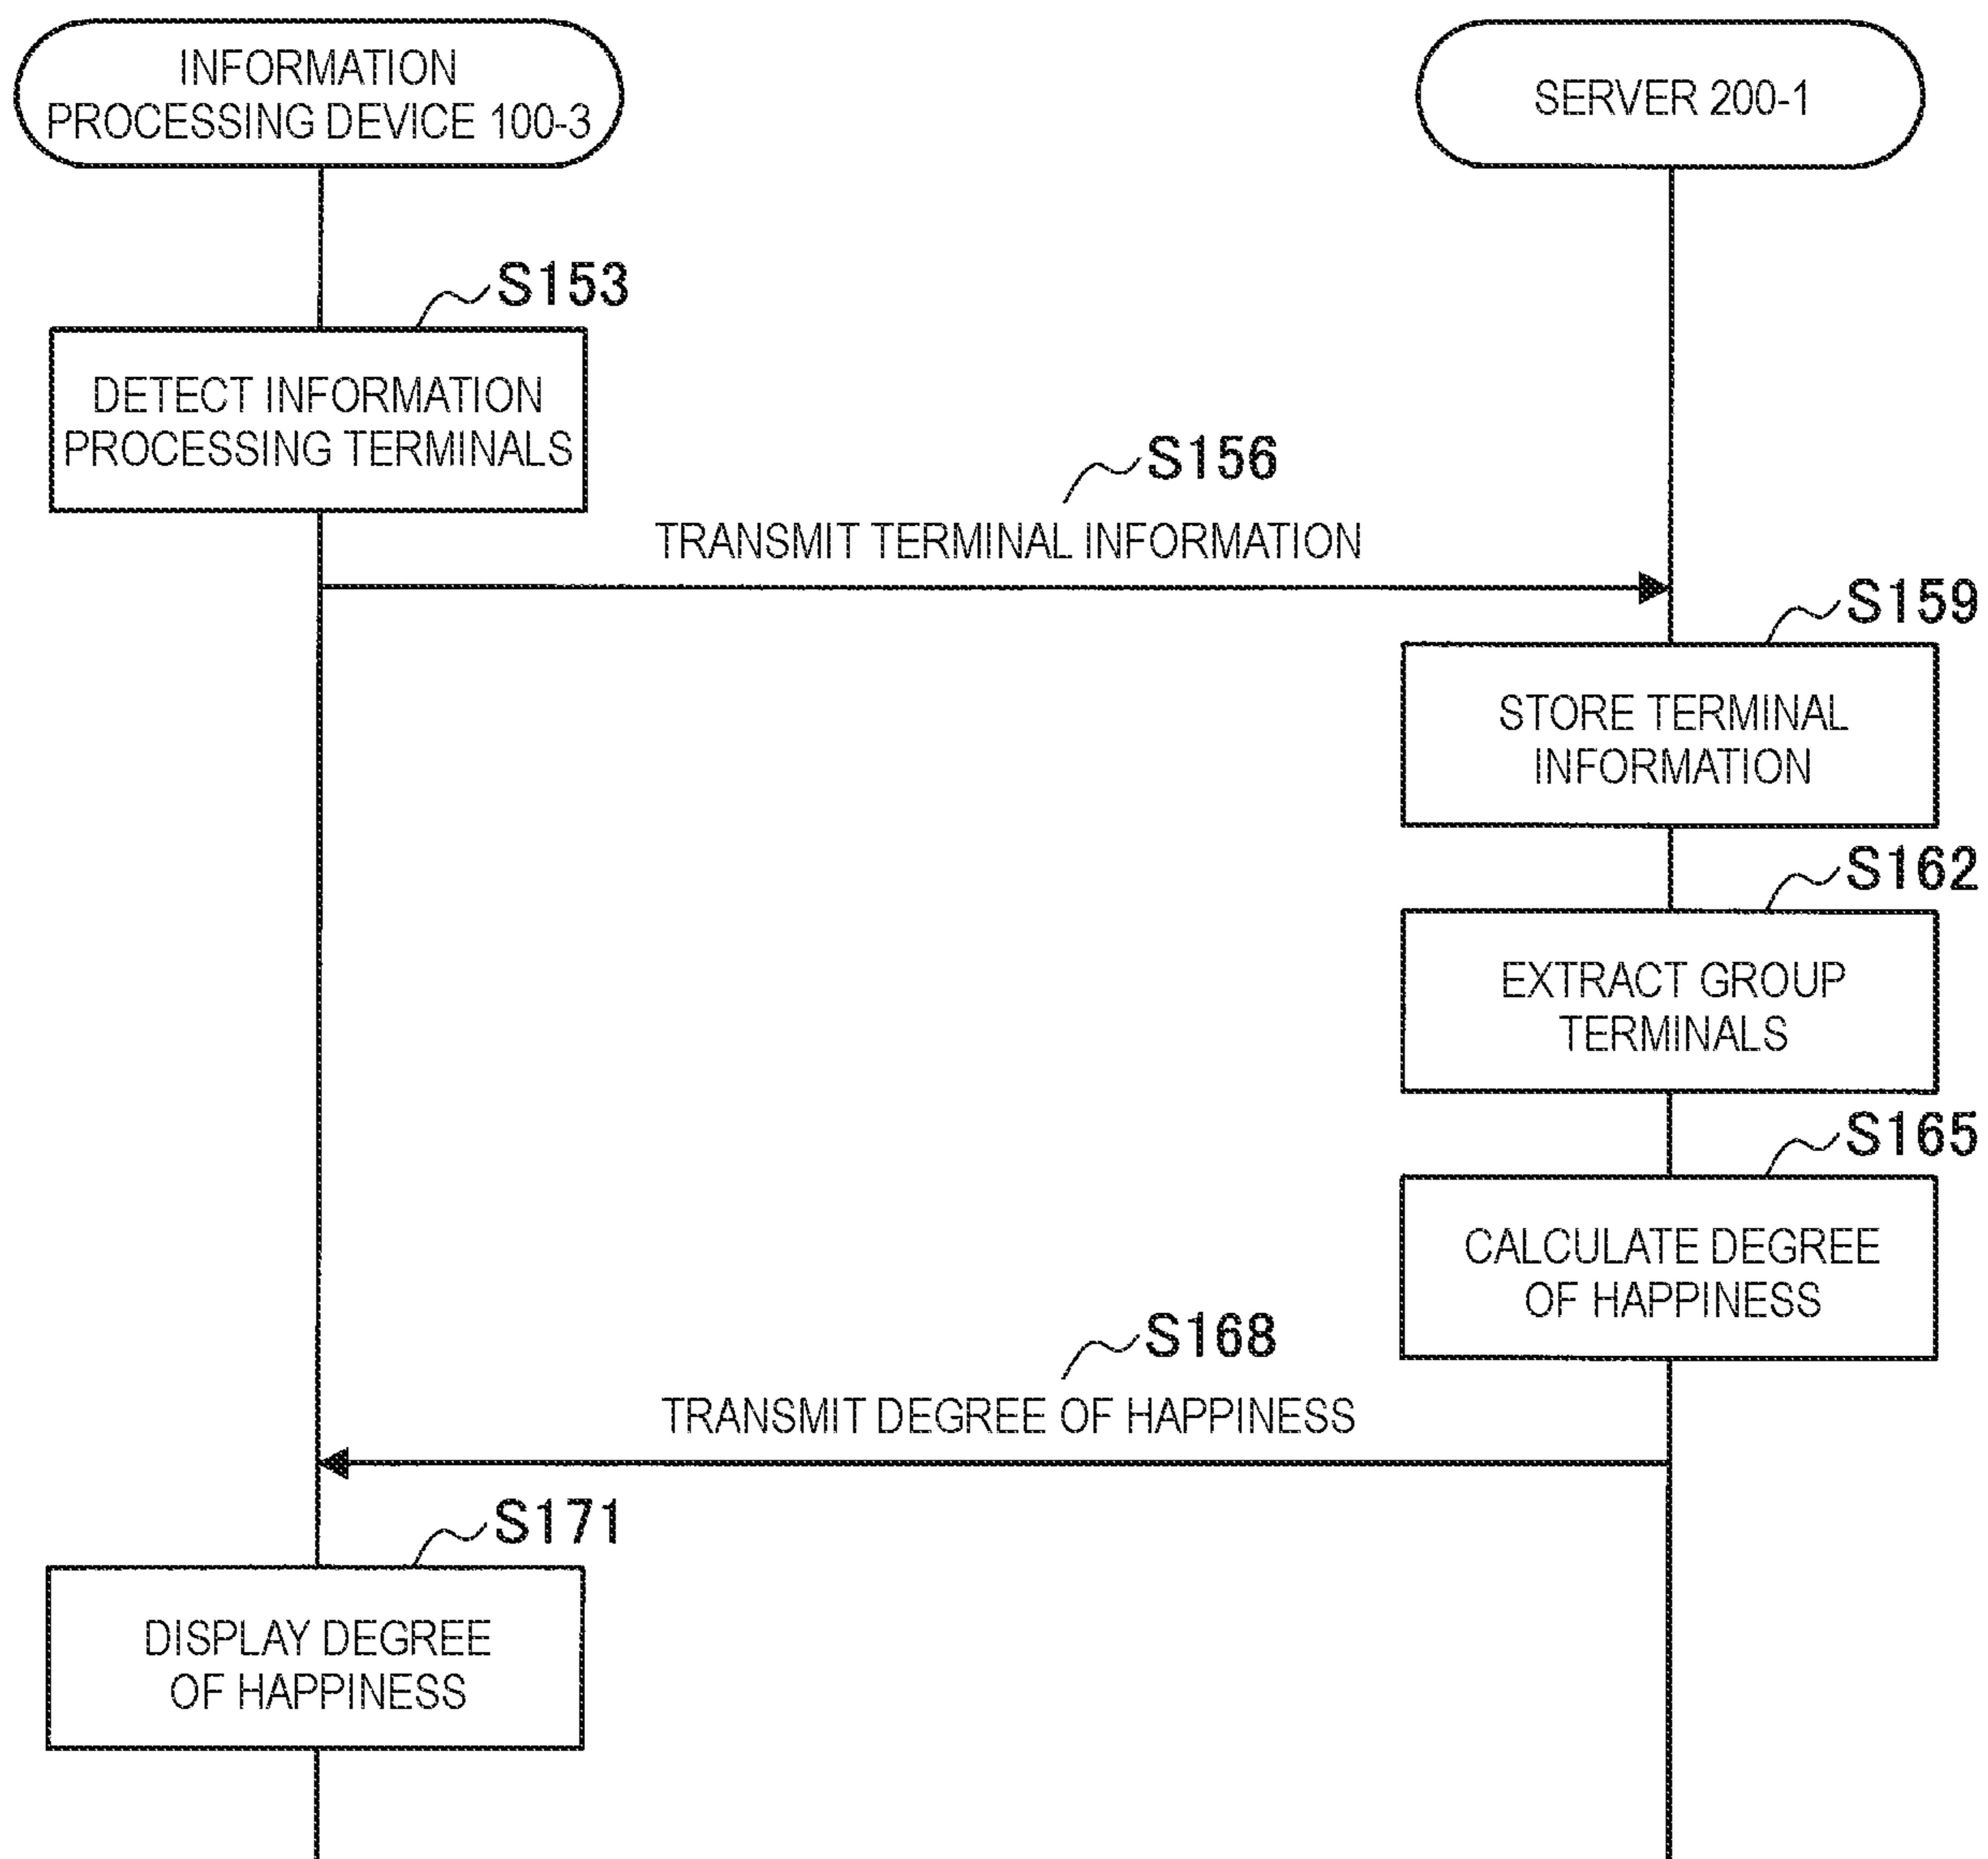 INFORMATION
PROCESSING DEVICE 100-3
SERVER 200-1
S153
DETECT INFORMATION
PROCESSING TERMINALS
S156
TRANSMIT TERMINAL INFORMATION
S159
STORE TERMINAL
INFORMATION
S162
EXTRACT GROUP
TERMINALS
S165
CALCULATE DEGREE
OF HAPPINESS
S168
TRANSMIT DEGREE OF HAPPINESS
S171
DISPLAY DEGREE
OF HAPPINESS